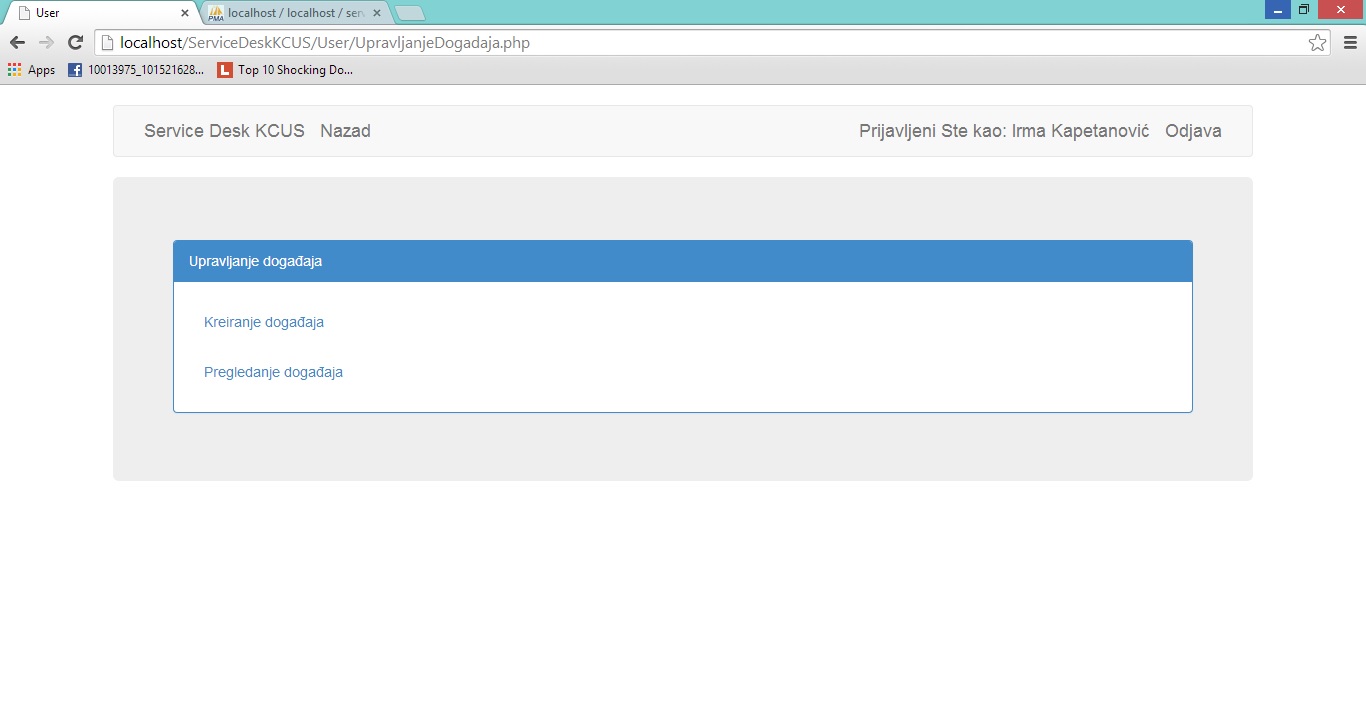 User
localhost / localhost / ser
localhost/ServiceDeskKCUS/User/UpravljanjeDogadaja.php
Apps
10013975_101521628...
L Top 10 Shocking Do...
Service Desk KCUS Nazad Prijavljeni Ste kao: Irma Kapetanović Odjava
Upravljanje događaja
Kreiranje događaja
Pregledanje događaja